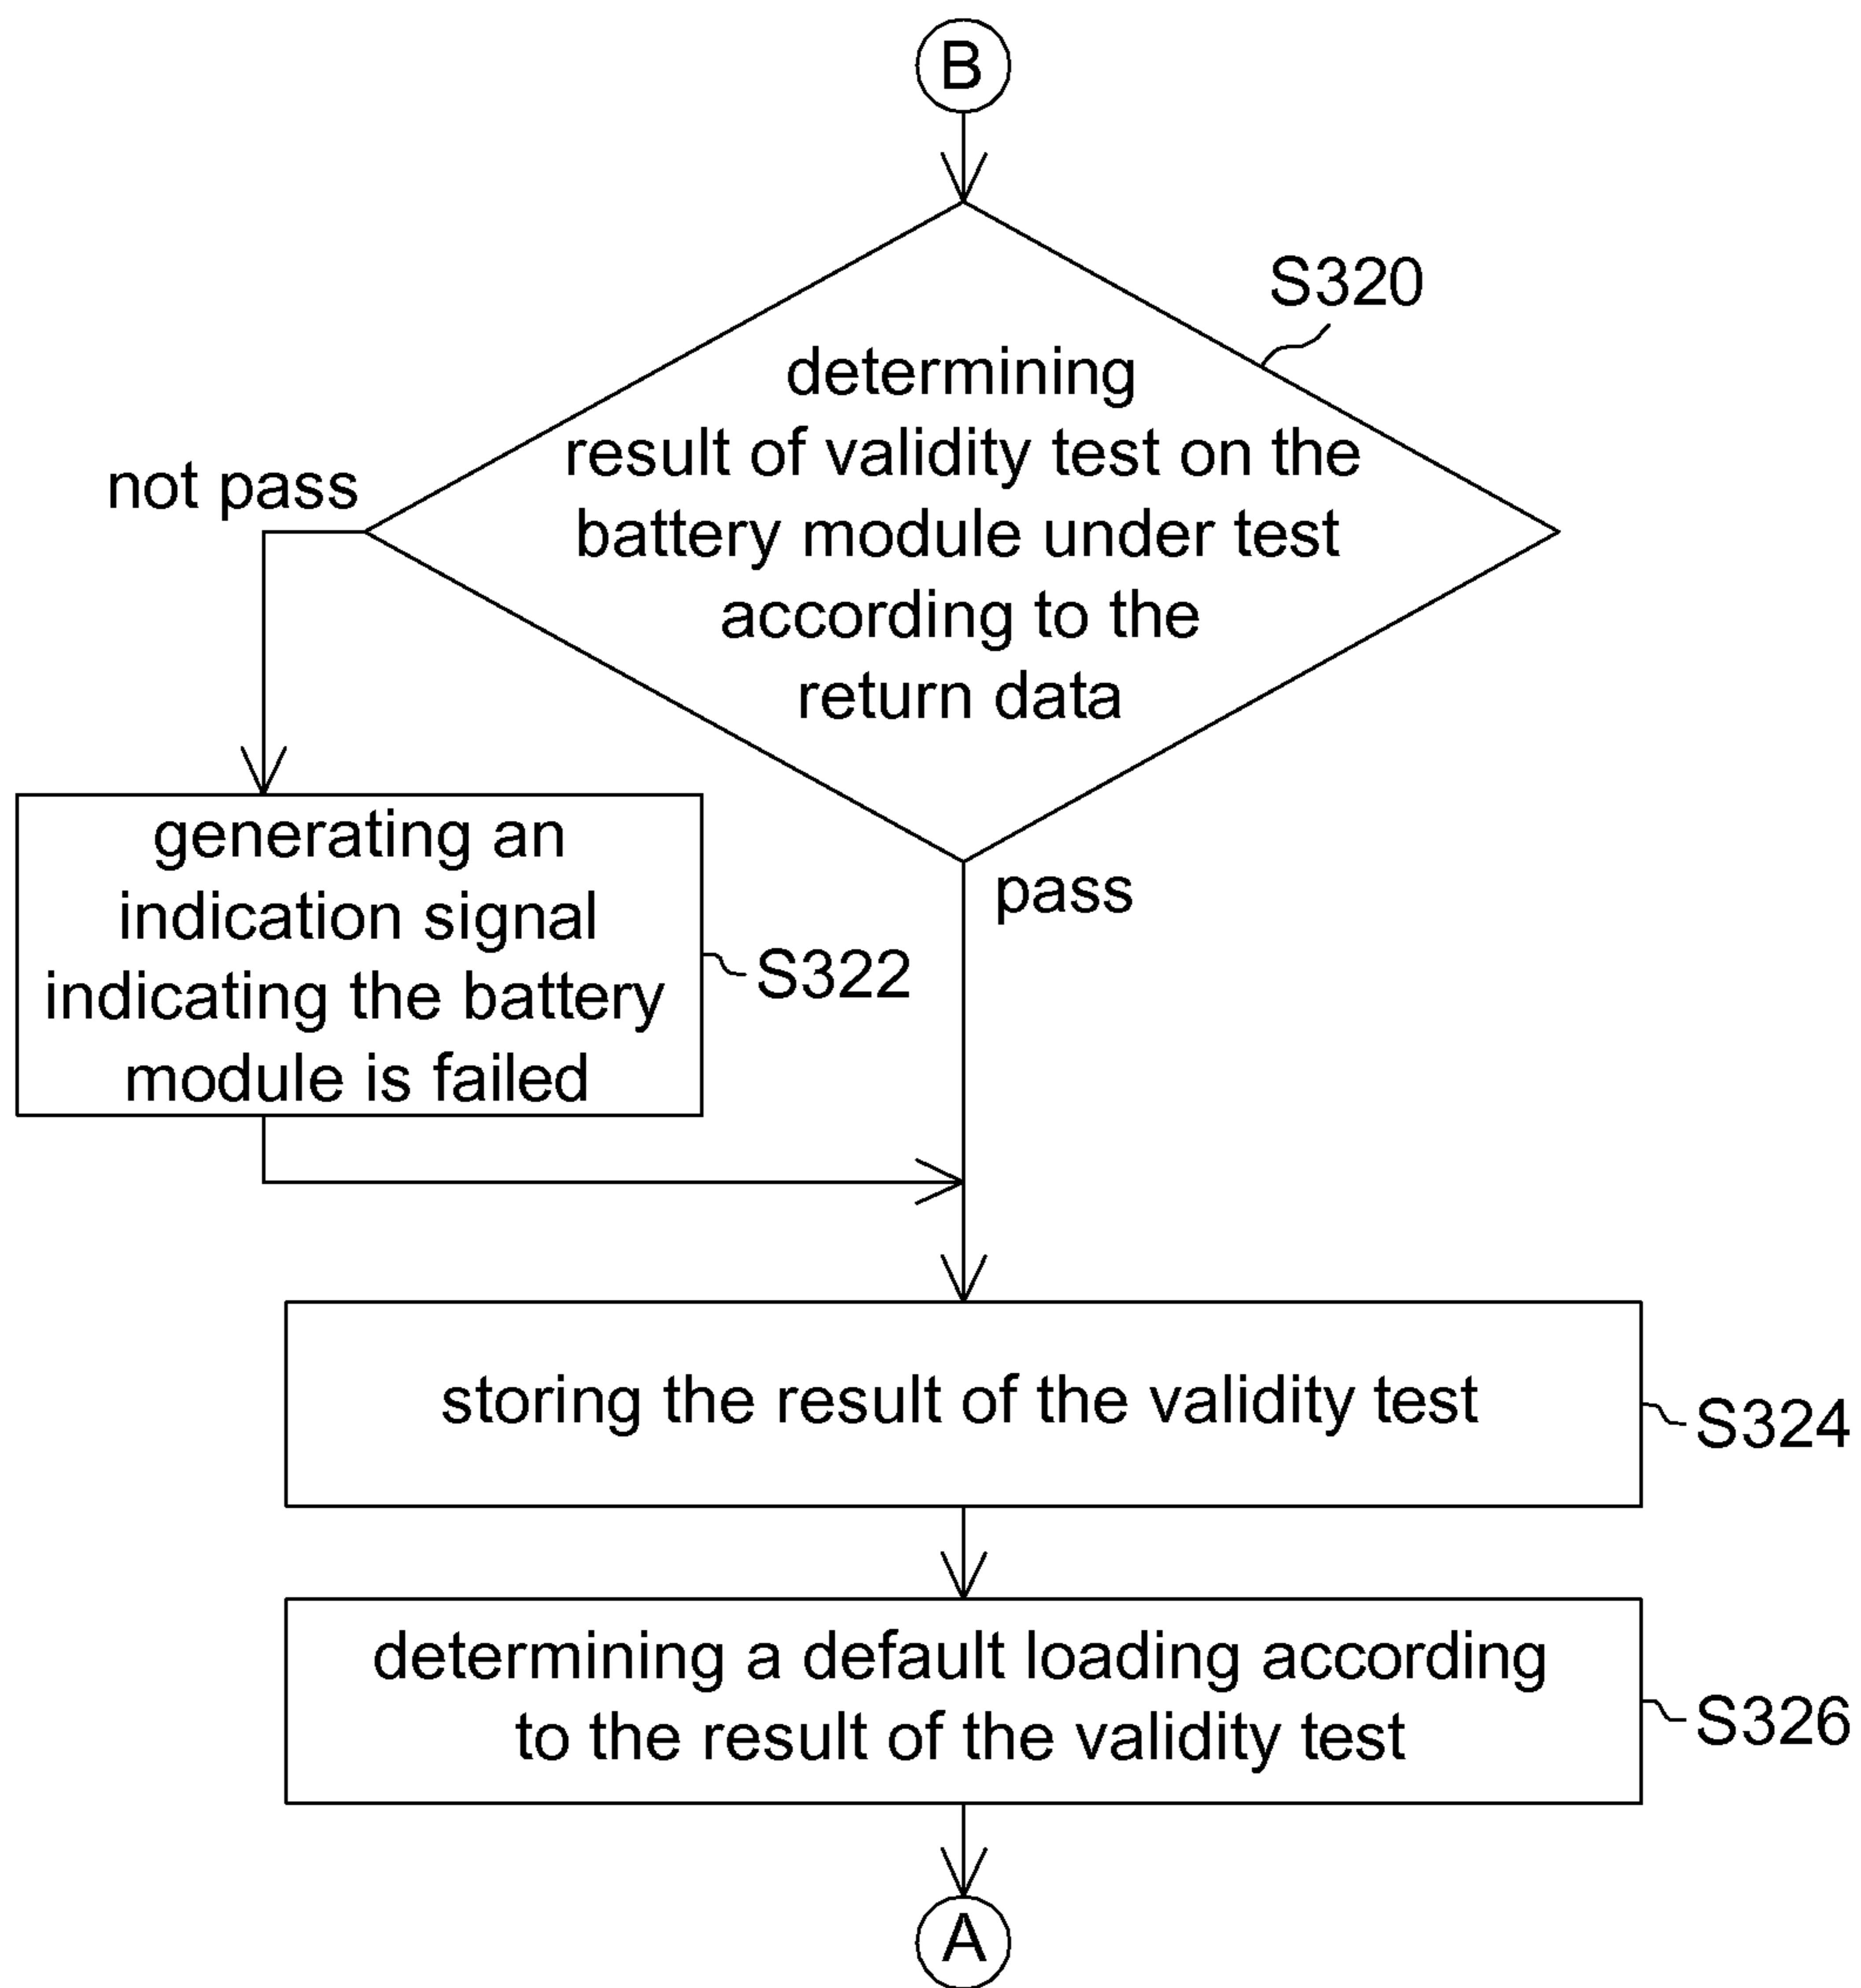 B
S320
determining
result of validity test on the
battery module under test
according to the
return data
not pass
pass
generating an
indication signal
indicating the battery
module is failed
S322
storing the result of the validity test
S324
determining a default loading according
to the result of the validity test
S326
A